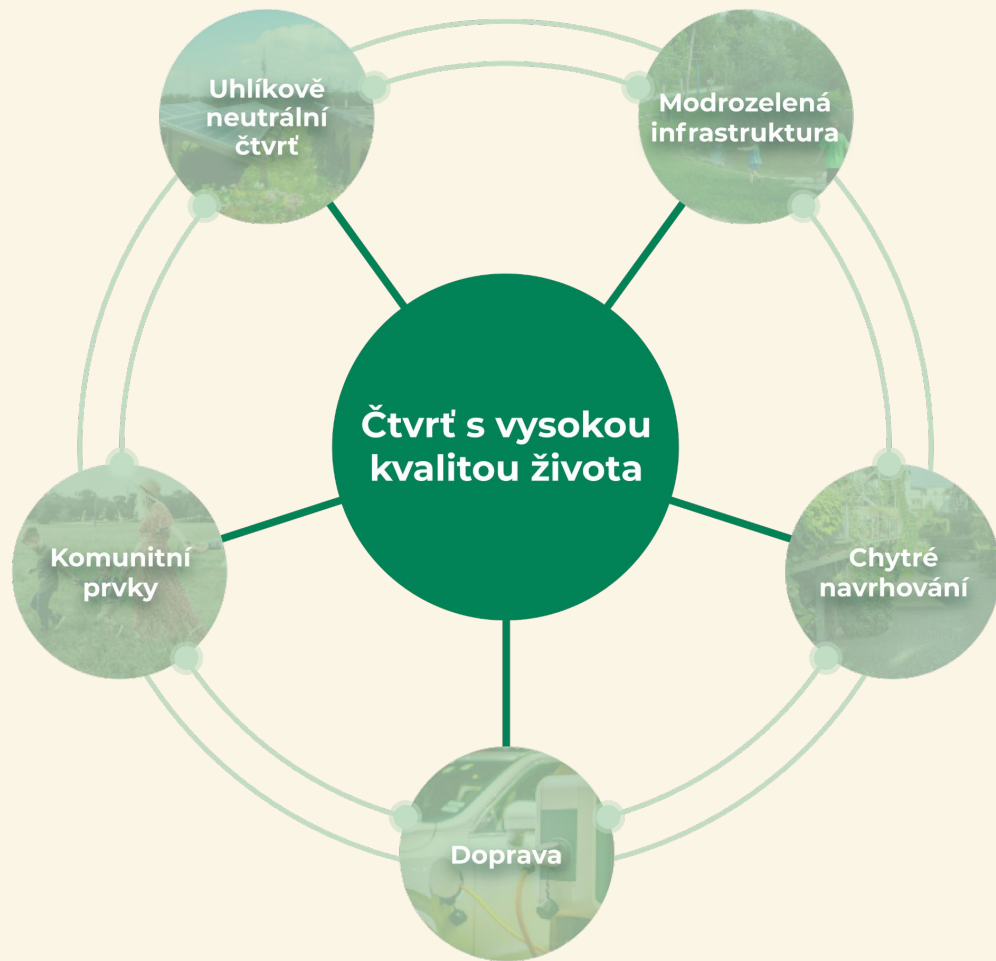 Uhlíkově
neutrální
čtvrť
Modrozelená
infrastruktura
Čtvrť s vysokou
kvalitou života
Komunitní
prvky
Chytré
navrhování
Doprava